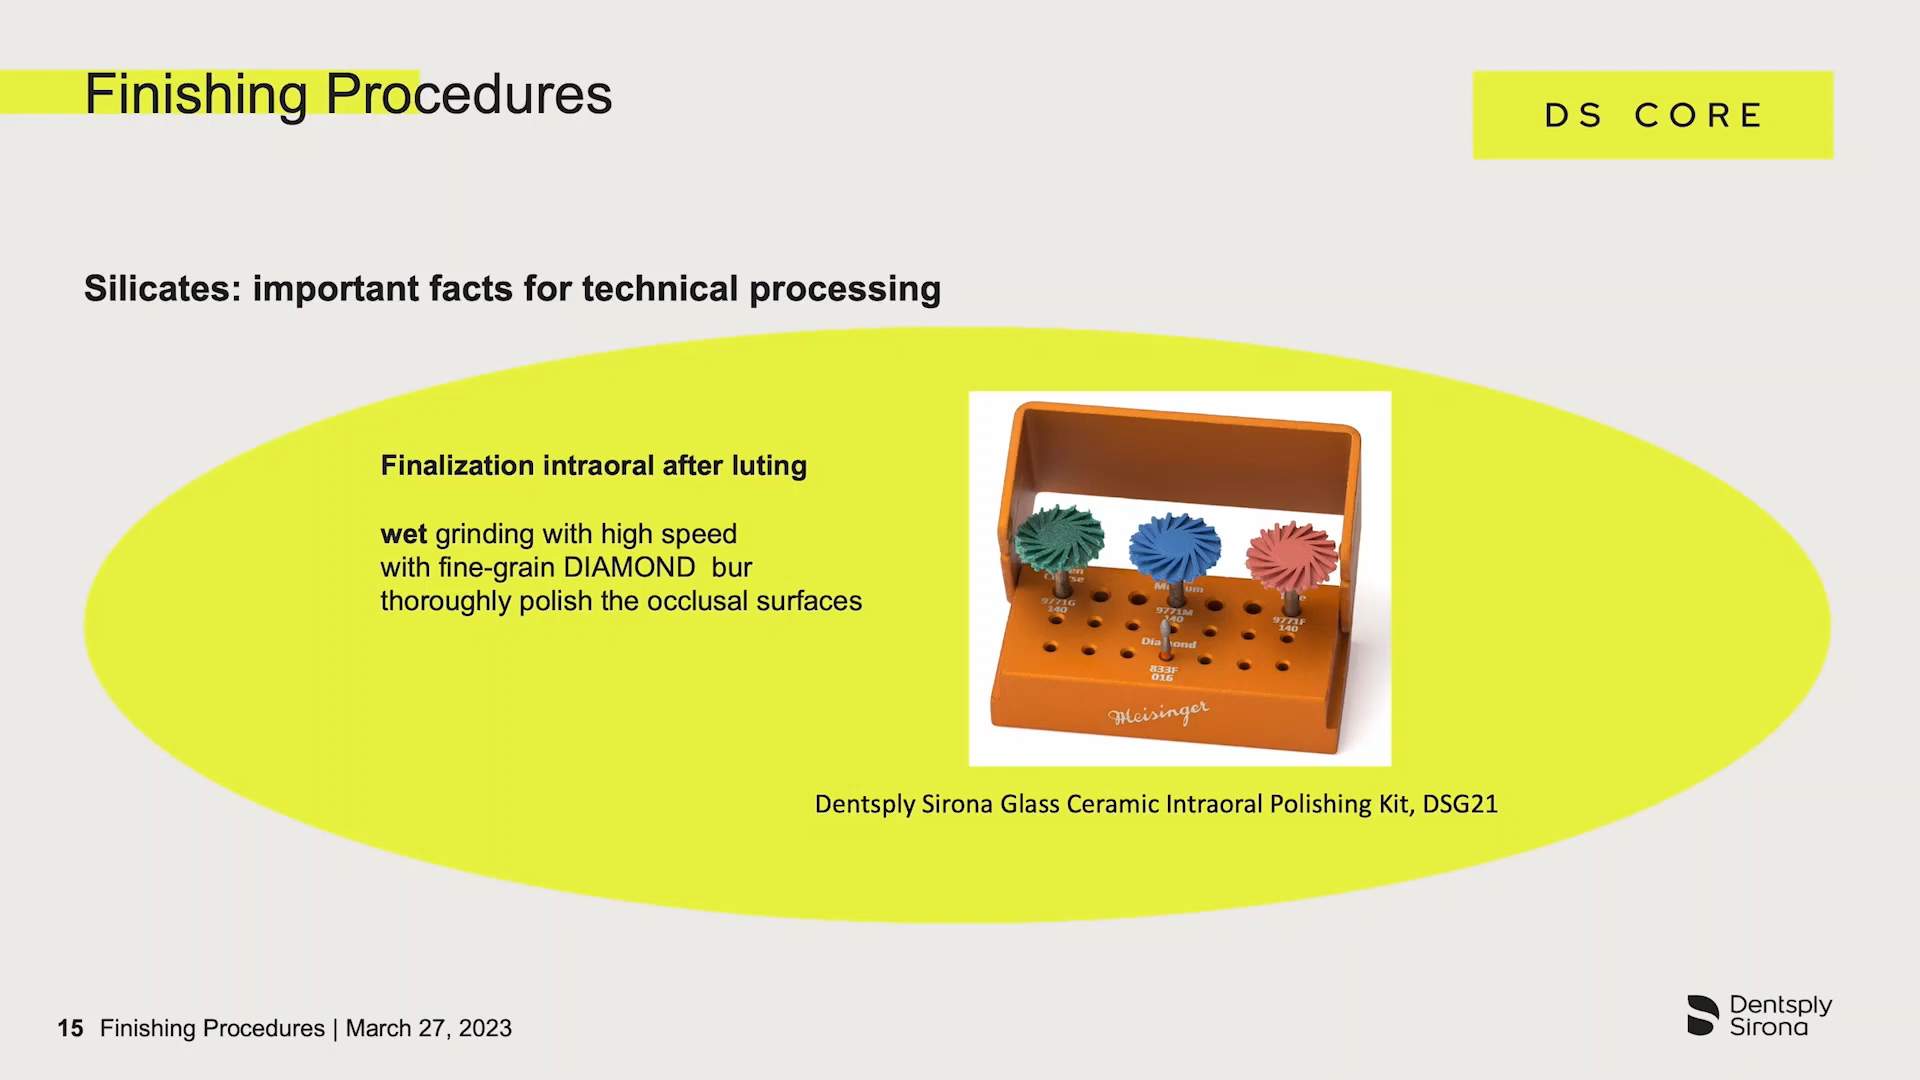 Finishing Procedures
DS CORE
Silicates: important facts for technical processing
Finalization intraoral after luting
wet grinding with high speed
with fine-grain DIAMOND bur
thoroughly polish the occlusal surfaces
9771G
140
9771M
140
9771F
140
Diamond
833F
016
Meisinger
Dentsply Sirona Glass Ceramic Intraoral Polishing Kit, DSG21
15 Finishing Procedures | March 27, 2023
Dentsply
Sirona